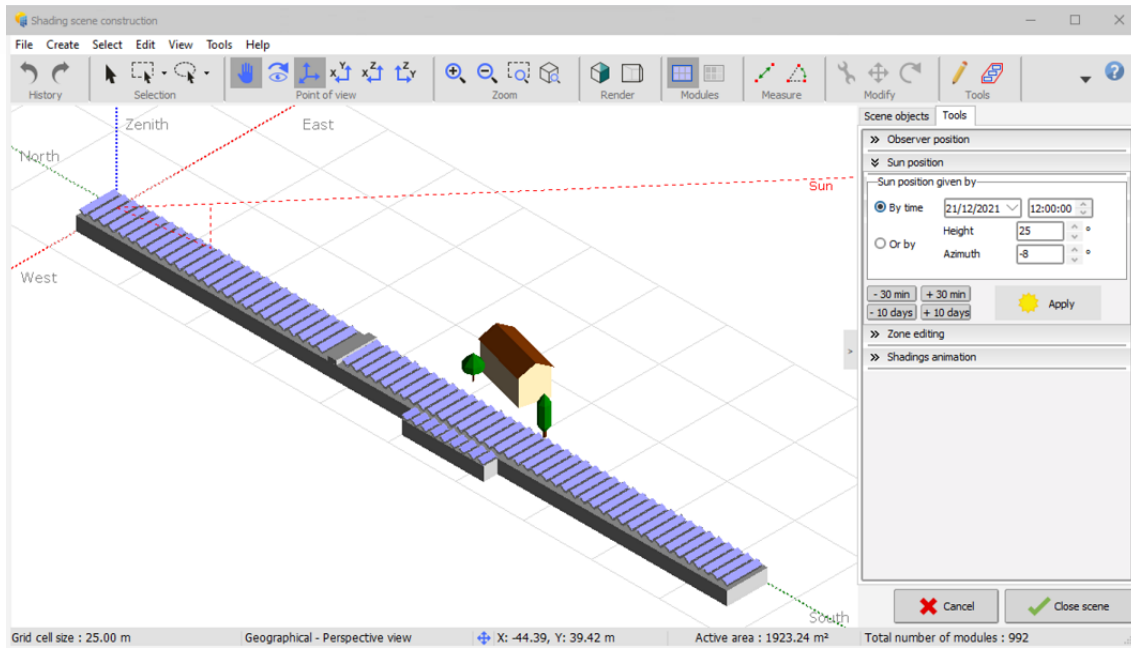 Shading scene construction
File Create Select Edit View Tools Help
History Selection Point of view Zoom Render Modules Measure Modify Tools
Zenith
East
North
Sun
West
South
Scene objects Tools
Observer position
Sun position
Sun position given by
By time 21/12/2021 12:00:00
Or by
Height 25 °
Azimuth -8 °
- 30 min + 30 min
- 10 days + 10 days
Apply
Zone editing
Shadings animation
Cancel Close scene
Grid cell size : 25.00 m Geographical - Perspective view X: -44.39, Y: 39.42 m Active area : 1923.24 m² Total number of modules : 992